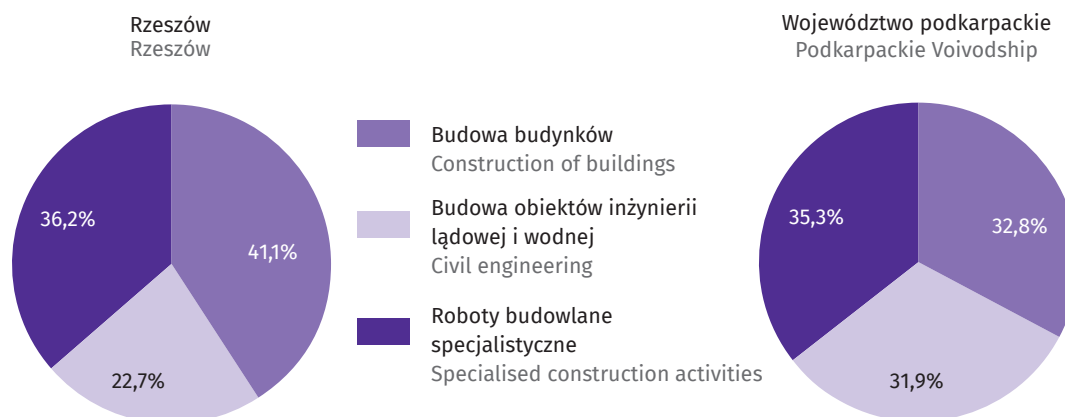 Rzeszów
Rzeszów
Województwo podkarpackie
Podkarpackie Voivodship
36,2%
41,1%
22,7%
Budowa budynków
Construction of buildings
Budowa obiektów inżynierii
lądowej i wodnej
Civil engineering
Roboty budowlane
specjalistyczne
Specialised construction activities
35,3%
32,8%
31,9%